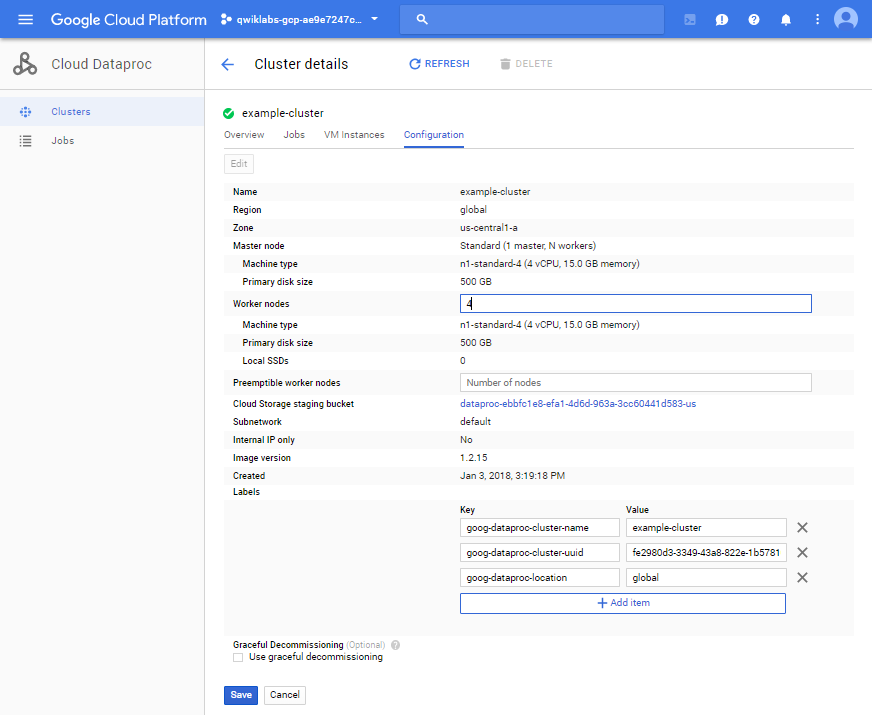 Google Cloud Platform qwiklabs-gcp-ae9e7247c...
Cloud Dataproc
Cluster details REFRESH DELETE
Clusters
Jobs
example-cluster
Overview Jobs VM Instances Configuration
Edit
Name example-cluster
Region global
Zone us-central1-a
Master node Standard (1 master, N workers)
Machine type n1-standard-4 (4 vCPU, 15.0 GB memory)
Primary disk size 500 GB
Worker nodes 4
Machine type n1-standard-4 (4 vCPU, 15.0 GB memory)
Primary disk size 500 GB
Local SSDs 0
Preemptible worker nodes Number of nodes
Cloud Storage staging bucket dataproc-ebbfc1e8-efa1-4d6d-963a-3cc60441d583-us
Subnetwork default
Internal IP only No
Image version 1.2.15
Created Jan 3, 2018, 3:19:18 PM
Labels
Key Value
goog-dataproc-cluster-name example-cluster
goog-dataproc-cluster-uuid fe2980d3-3349-43a8-822e-1b5781
goog-dataproc-location global
+ Add item
Graceful Decommissioning (Optional) ?
Use graceful decommissioning
Save Cancel